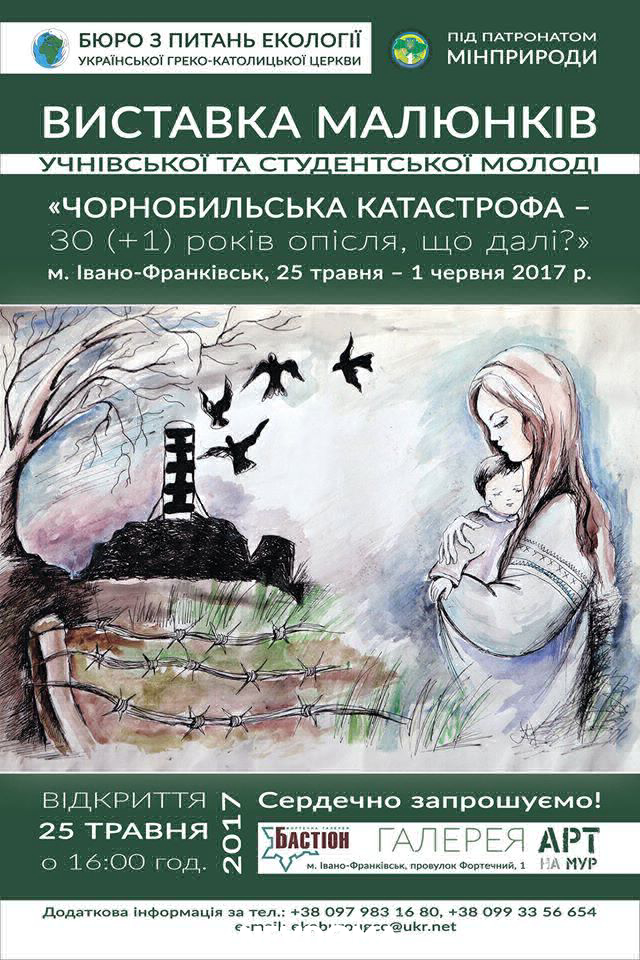 БЮРО З ПИТАНЬ ЕКОЛОГІЇ
УКРАЇНСЬКОЇ ГРЕКО-КАТОЛИЦЬКОЇ ЦЕРКВИ
ПІД ПАТРОНАТОМ
МІНПРИРОДИ
ВИСТАВКА МАЛЮНКІВ
УЧНІВСЬКОЇ ТА СТУДЕНТСЬКОЇ МОЛОДІ
«ЧОРНОБИЛЬСЬКА КАТАСТРОФА –
30 (+1) років опісля, що далі?»
м. Івано-Франківськ, 25 травня – 1 червня 2017 р.
ВІДКРИТТЯ
25 ТРАВНЯ
о 16:00 год.
2017
Сердечно запрошуємо!
ФОРТЕЧНА ГАЛЕРЕЯ
БАСТІОН
ГАЛЕРЕЯ
АРТ
НА МУР
м. Івано-Франківськ, провулок Фортечний, 1
Додаткова інформація за тел.: +38 097 983 16 80, +38 099 33 56 654
e-mail: